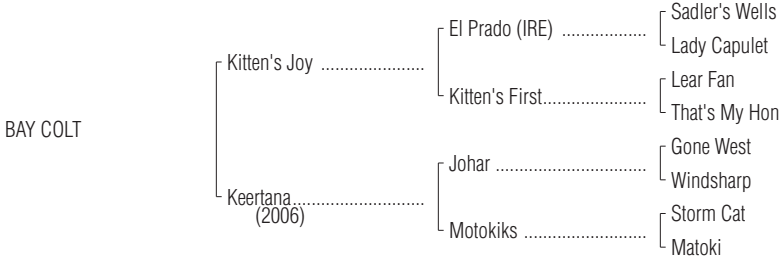 Sadler's Wells
El Prado (IRE) ..................
Lady Capulet
Kitten's Joy ......................
Lear Fan
Kitten's First......................
That's My Hon
BAY COLT
Gone West
Johar ................................
Windsharp
Keertana............................
(2006)
Storm Cat
Motokiks ..........................
Matoki